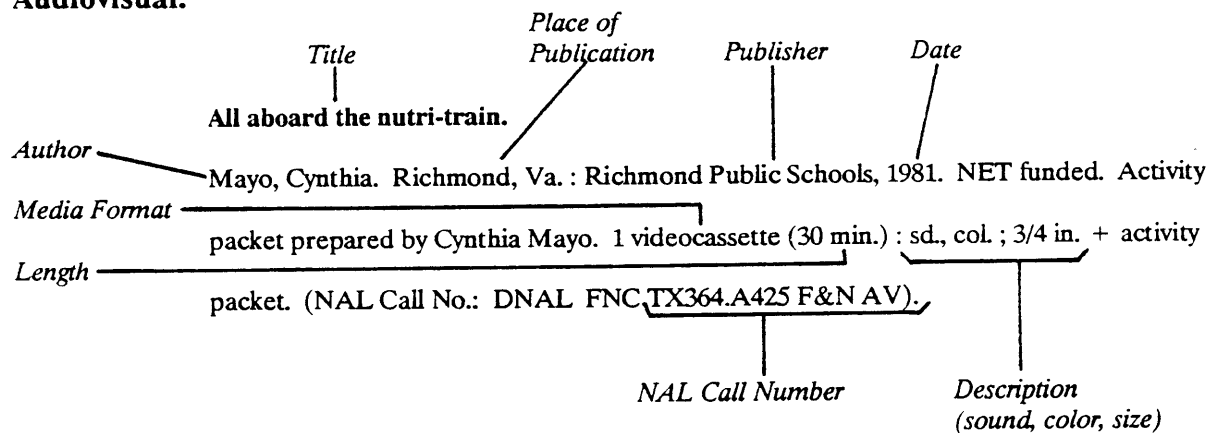 Audiovisual:
Place of
Title Publication Publisher Date
All aboard the nutri-train.
Author
Mayo, Cynthia. Richmond, Va. : Richmond Public Schools, 1981. NET funded. Activity
Media Format
packet prepared by Cynthia Mayo. 1 videocassette (30 min.) : sd., col. ; 3/4 in. + activity
Length
packet. (NAL Call No.: DNAL FNC TX364.A425 F&N AV).
NAL Call Number Description
(sound, color, size)